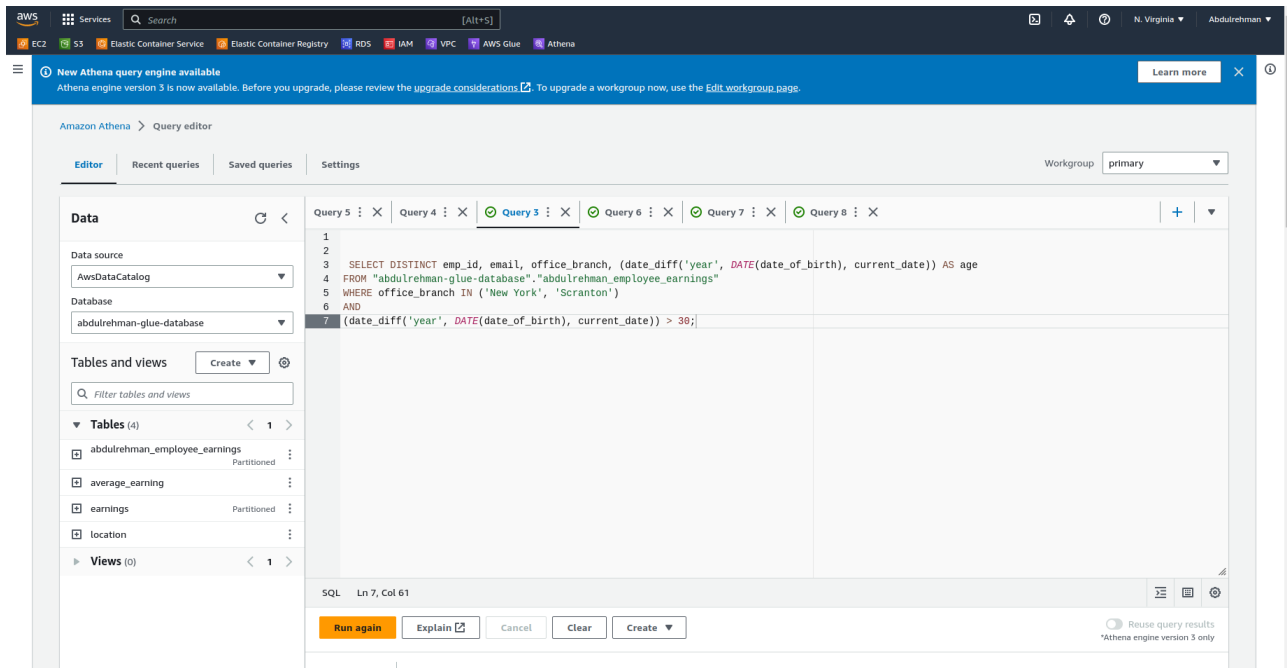 aws
Services
Search
[Alt+S]
N. Virginia ▼
Abdulrehman ▼
EC2
S3
Elastic Container Service
Elastic Container Registry
RDS
IAM
VPC
AWS Glue
Athena
New Athena query engine available
Athena engine version 3 is now available. Before you upgrade, please review the upgrade considerations. To upgrade a workgroup now, use the Edit workgroup page.
Learn more
Amazon Athena > Query editor
Editor
Recent queries
Saved queries
Settings
Workgroup
primary
Data
Data source
AwsDataCatalog
Database
abdulrehman-glue-database
Tables and views
Create ▼
Filter tables and views
Tables (4)
< 1 >
abdulrehman_employee_earnings
Partitioned
average_earning
earnings
Partitioned
location
Views (0)
< 1 >
Query 5
Query 4
Query 3
Query 6
Query 7
Query 8
1
2
3 SELECT DISTINCT emp_id, email, office_branch, (date_diff('year', DATE(date_of_birth), current_date)) AS age
4 FROM "abdulrehman-glue-database"."abdulrehman_employee_earnings"
5 WHERE office_branch IN ('New York', 'Scranton')
6 AND
7 (date_diff('year', DATE(date_of_birth), current_date)) > 30;
SQL Ln 7, Col 61
Run again
Explain
Cancel
Clear
Create ▼
Reuse query results
*Athena engine version 3 only